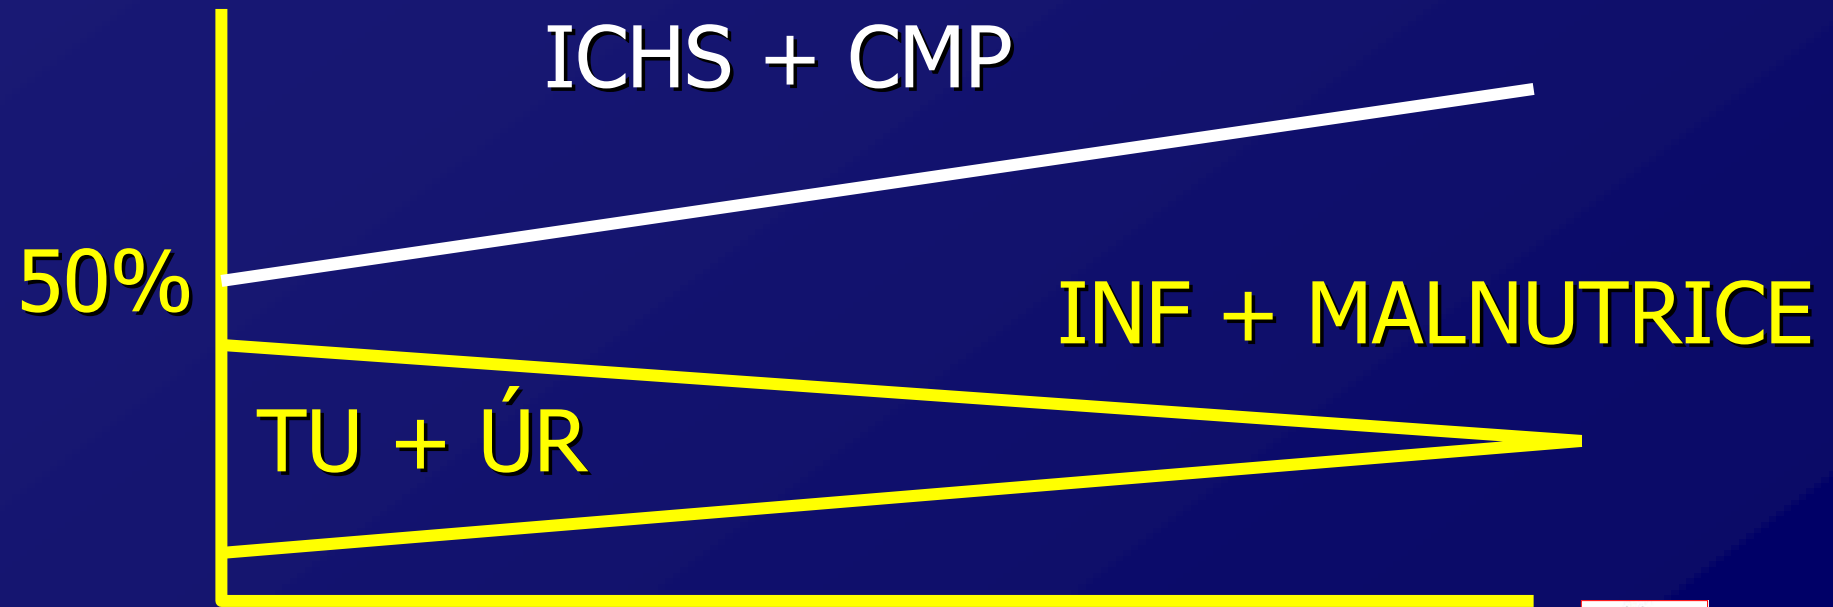 ICHS + CMP
50%
INF + MALNUTRICE
TU + ÚR